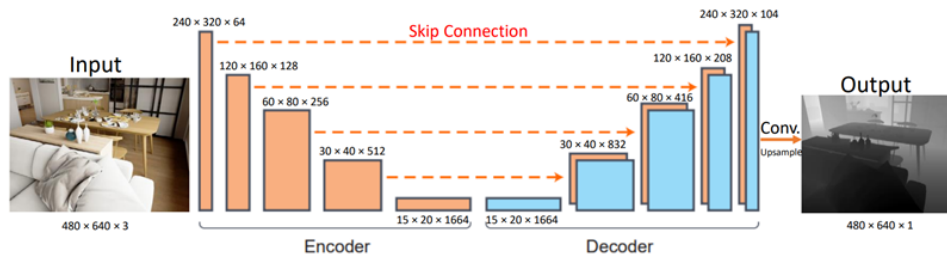 240 × 320 × 64
Skip Connection
240 × 320 × 104
Input
120 × 160 × 128
120 × 160 × 208
Output
60 × 80 × 256
60 × 80 × 416
Conv.
Upsample
30 × 40 × 512
30 × 40 × 832
15 × 20 × 1664
15 × 20 × 1664
480 × 640 × 3
480 × 640 × 1
Encoder
Decoder